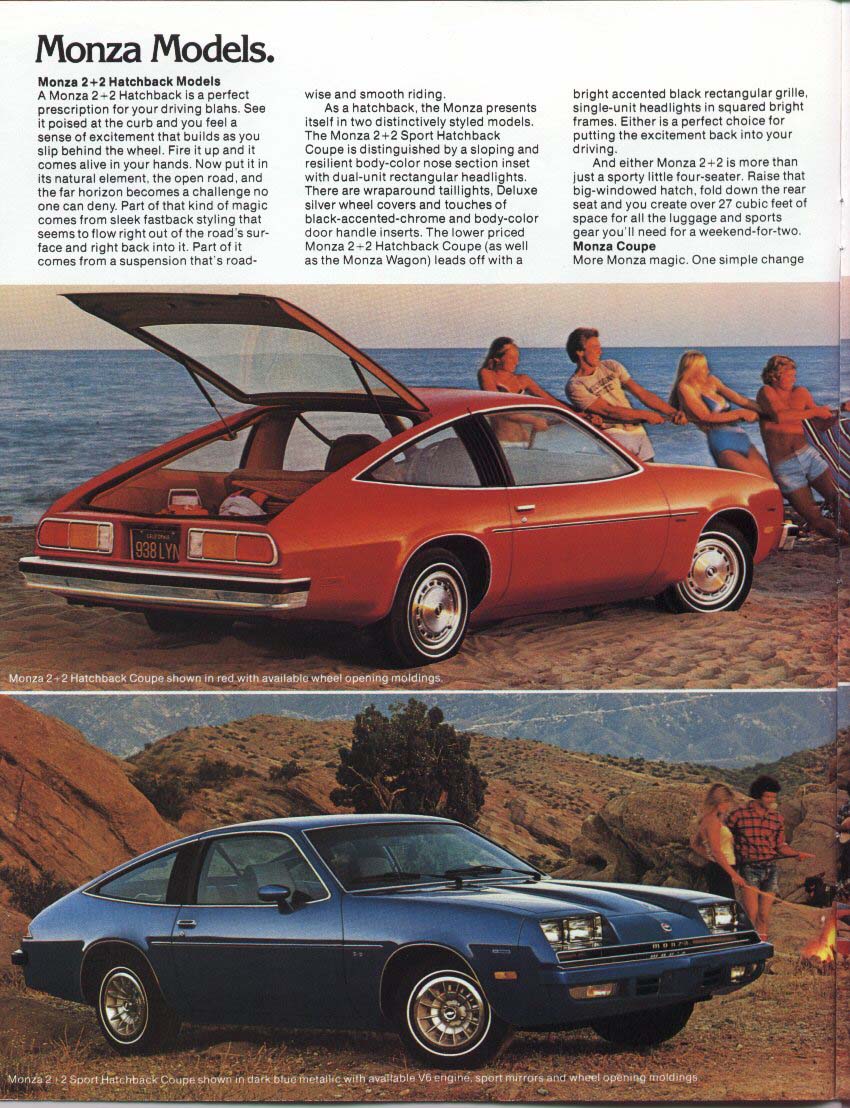 Monza Models.
Monza 2+2 Hatchback Models
A Monza 2+2 Hatchback is a perfect
prescription for your driving blahs. See
it poised at the curb and you feel a
sense of excitement that builds as you
slip behind the wheel. Fire it up and it
comes alive in your hands. Now put it in
its natural element, the open road, and
the far horizon becomes a challenge no
one can deny. Part of that kind of magic
comes from sleek fastback styling that
seems to flow right out of the road's sur-
face and right back into it. Part of it
comes from a suspension that's road-
wise and smooth riding.
As a hatchback, the Monza presents
itself in two distinctively styled models.
The Monza 2+2 Sport Hatchback
Coupe is distinguished by a sloping and
resilient body-color nose section inset
with dual-unit rectangular headlights.
There are wraparound taillights, Deluxe
silver wheel covers and touches of
black-accented-chrome and body-color
door handle inserts. The lower priced
Monza 2+2 Hatchback Coupe (as well
as the Monza Wagon) leads off with a
bright accented black rectangular grille,
single-unit headlights in squared bright
frames. Either is a perfect choice for
putting the excitement back into your
driving.
And either Monza 2+2 is more than
just a sporty little four-seater. Raise that
big-windowed hatch, fold down the rear
seat and you create over 27 cubic feet of
space for all the luggage and sports
gear you'll need for a weekend-for-two.
Monza Coupe
More Monza magic. One simple change
CALIFORNIA
938 LYN
Monza 2+2 Hatchback Coupe shown in red with available wheel opening moldings.
monza
Monza 2+2 Sport Hatchback Coupe shown in dark blue metallic with available V6 engine, sport mirrors and wheel opening moldings.